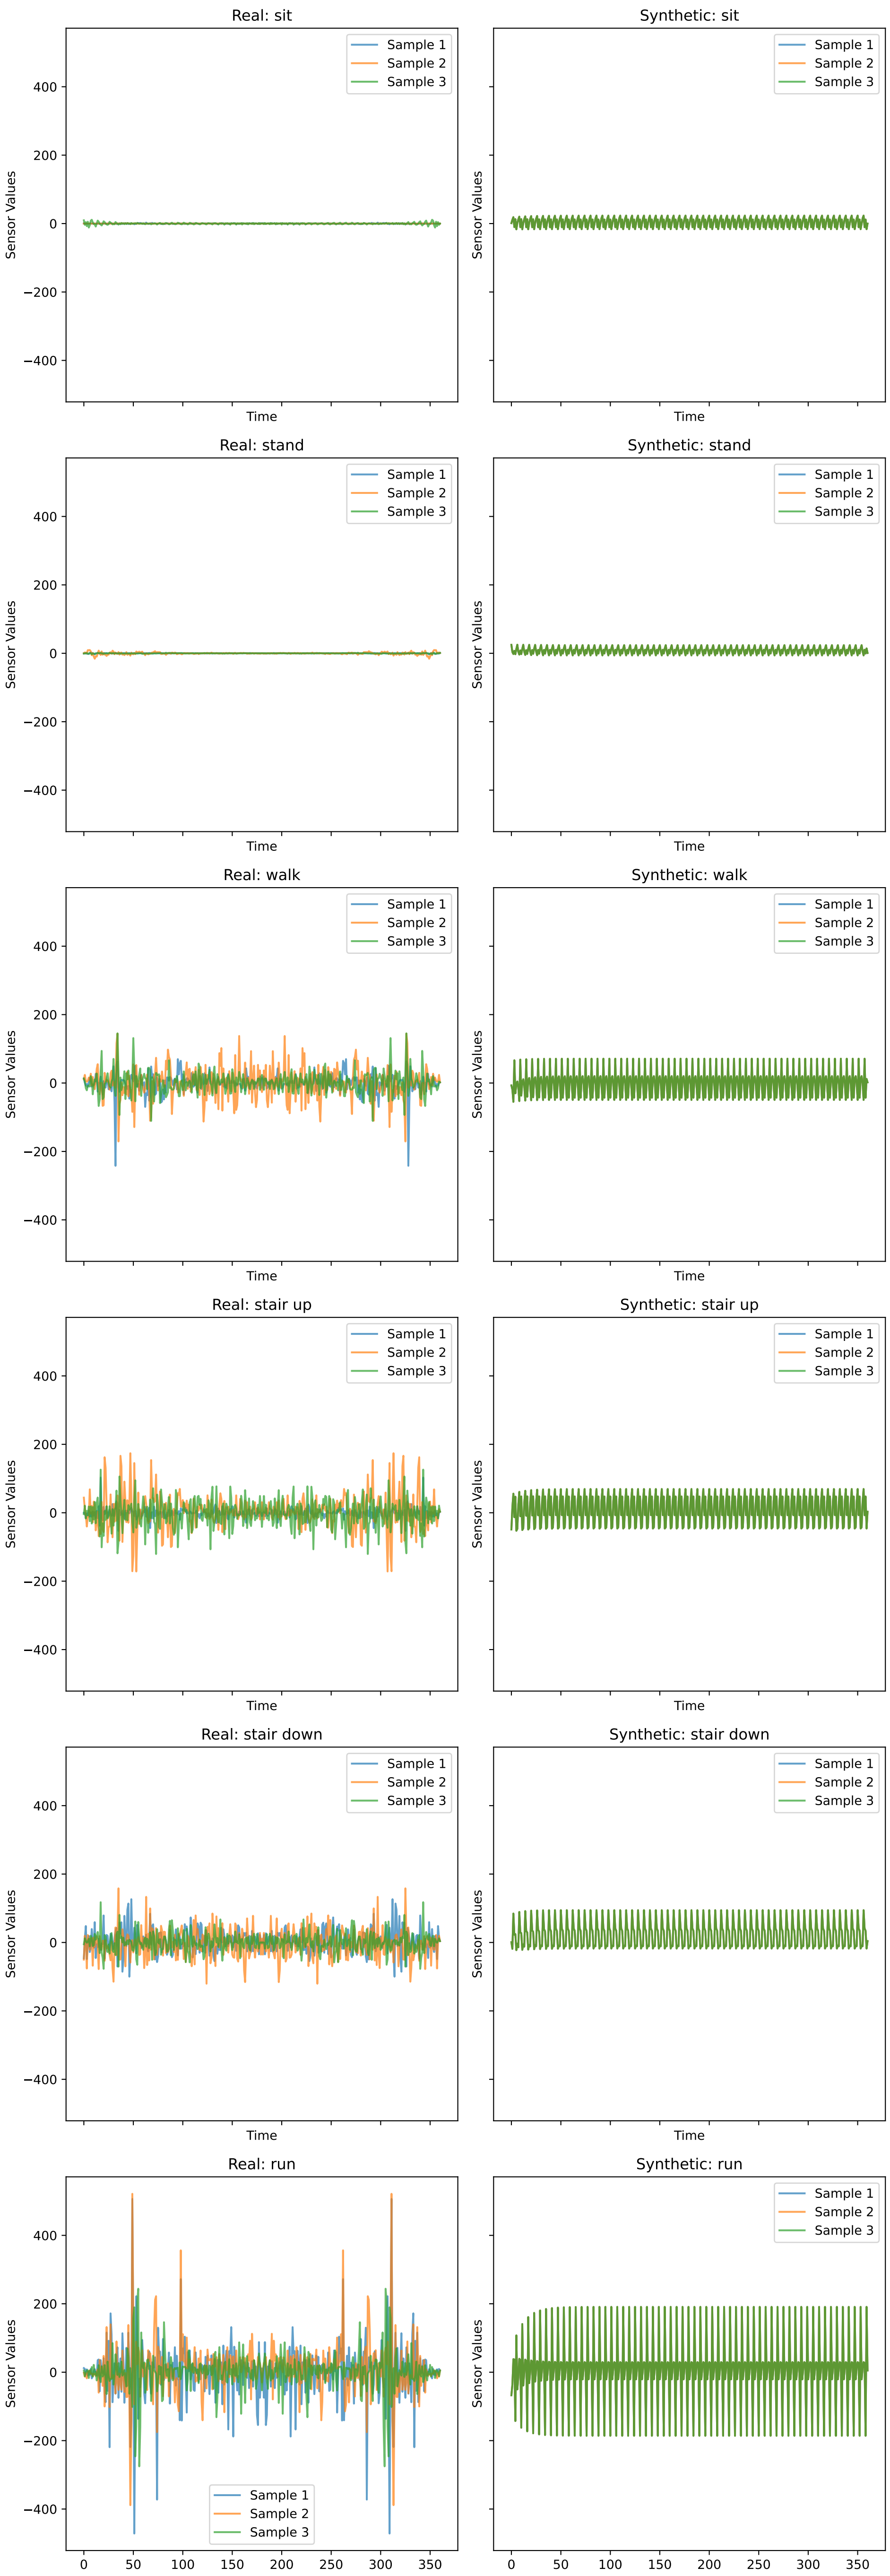 Real: sit
Synthetic: sit
Sample 1
Sample 2
Sample 3
Sample 1
Sample 2
Sample 3
400
200
0
−200
−400
Sensor Values
Sensor Values
Time
Time
Real: stand
Synthetic: stand
Sample 1
Sample 2
Sample 3
Sample 1
Sample 2
Sample 3
400
200
0
−200
−400
Sensor Values
Sensor Values
Time
Time
Real: walk
Synthetic: walk
Sample 1
Sample 2
Sample 3
Sample 1
Sample 2
Sample 3
400
200
0
−200
−400
Sensor Values
Sensor Values
Time
Time
Real: stair up
Synthetic: stair up
Sample 1
Sample 2
Sample 3
Sample 1
Sample 2
Sample 3
400
200
0
−200
−400
Sensor Values
Sensor Values
Time
Time
Real: stair down
Synthetic: stair down
Sample 1
Sample 2
Sample 3
Sample 1
Sample 2
Sample 3
400
200
0
−200
−400
Sensor Values
Sensor Values
Time
Time
Real: run
Synthetic: run
Sample 1
Sample 2
Sample 3
Sample 1
Sample 2
Sample 3
400
200
0
−200
−400
Sensor Values
Sensor Values
0 50 100 150 200 250 300 350
0 50 100 150 200 250 300 350